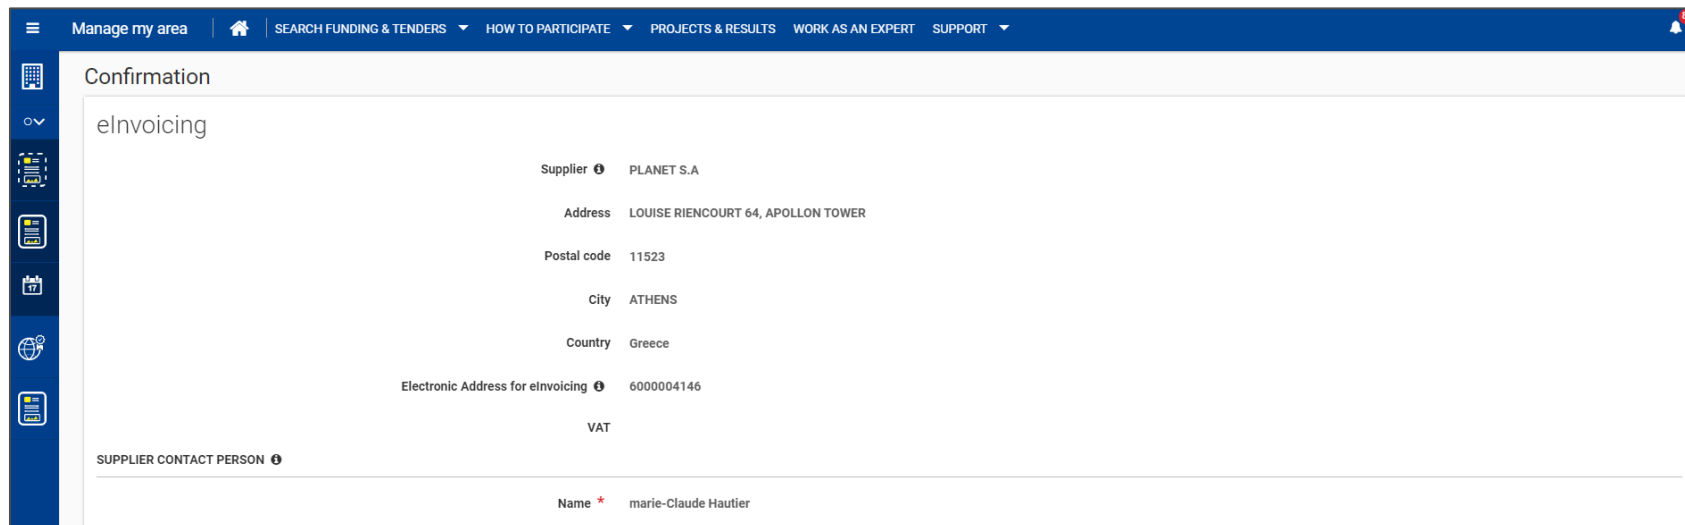 Manage my area SEARCH FUNDING & TENDERS HOW TO PARTICIPATE PROJECTS & RESULTS WORK AS AN EXPERT SUPPORT
Confirmation
eInvoicing
Supplier PLANET S.A
Address LOUISE RIENCOURT 64, APOLLON TOWER
Postal code 11523
City ATHENS
17
Country Greece
Electronic Address for eInvoicing 6000004146
VAT
SUPPLIER CONTACT PERSON
Name * marie-Claude Hautier